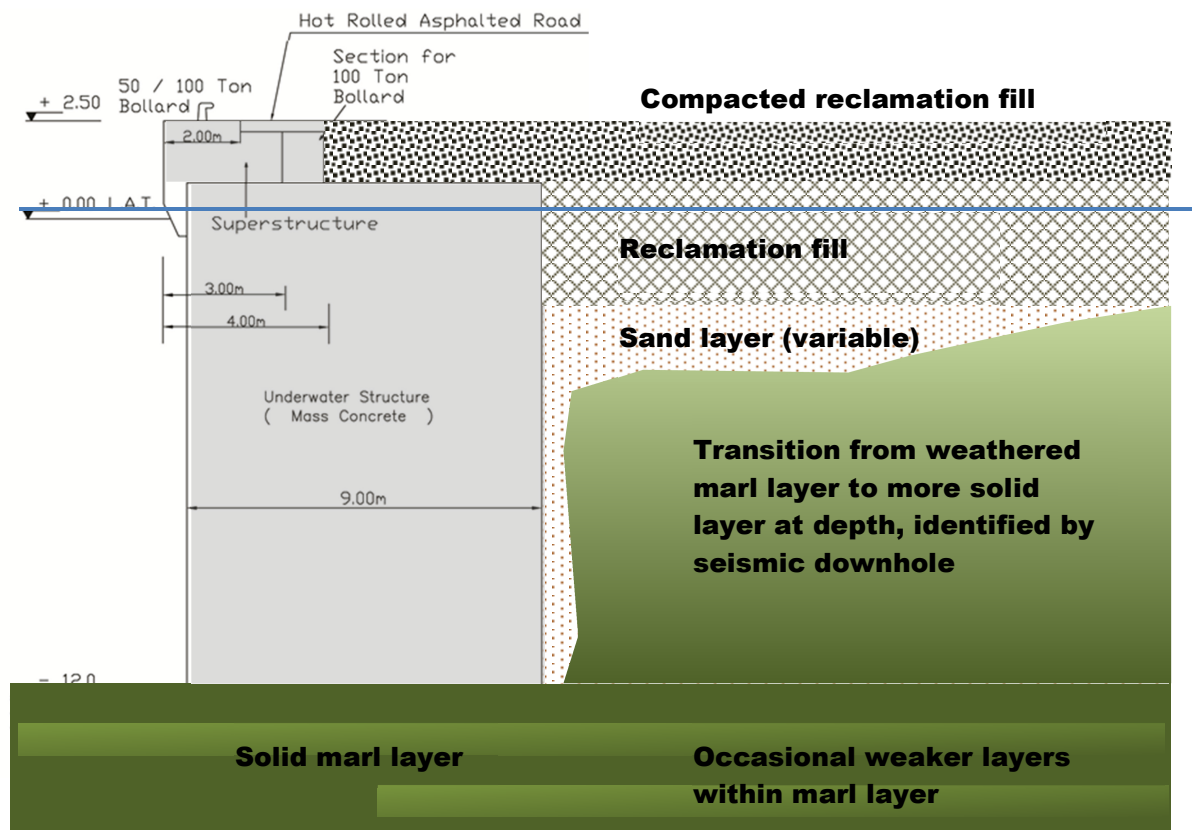 Hot Rolled Asphalted Road
Section for
100 Ton
Bollard
50 / 100 Ton
Bollard
+ 2.50
Compacted reclamation fill
2.00m
+ 0.00 L A T
Superstructure
Reclamation fill
3.00m
4.00m
Sand layer (variable)
Underwater Structure
( Mass Concrete )
Transition from weathered
marl layer to more solid
layer at depth, identified by
seismic downhole
9.00m
- 12.0
Solid marl layer
Occasional weaker layers
within marl layer